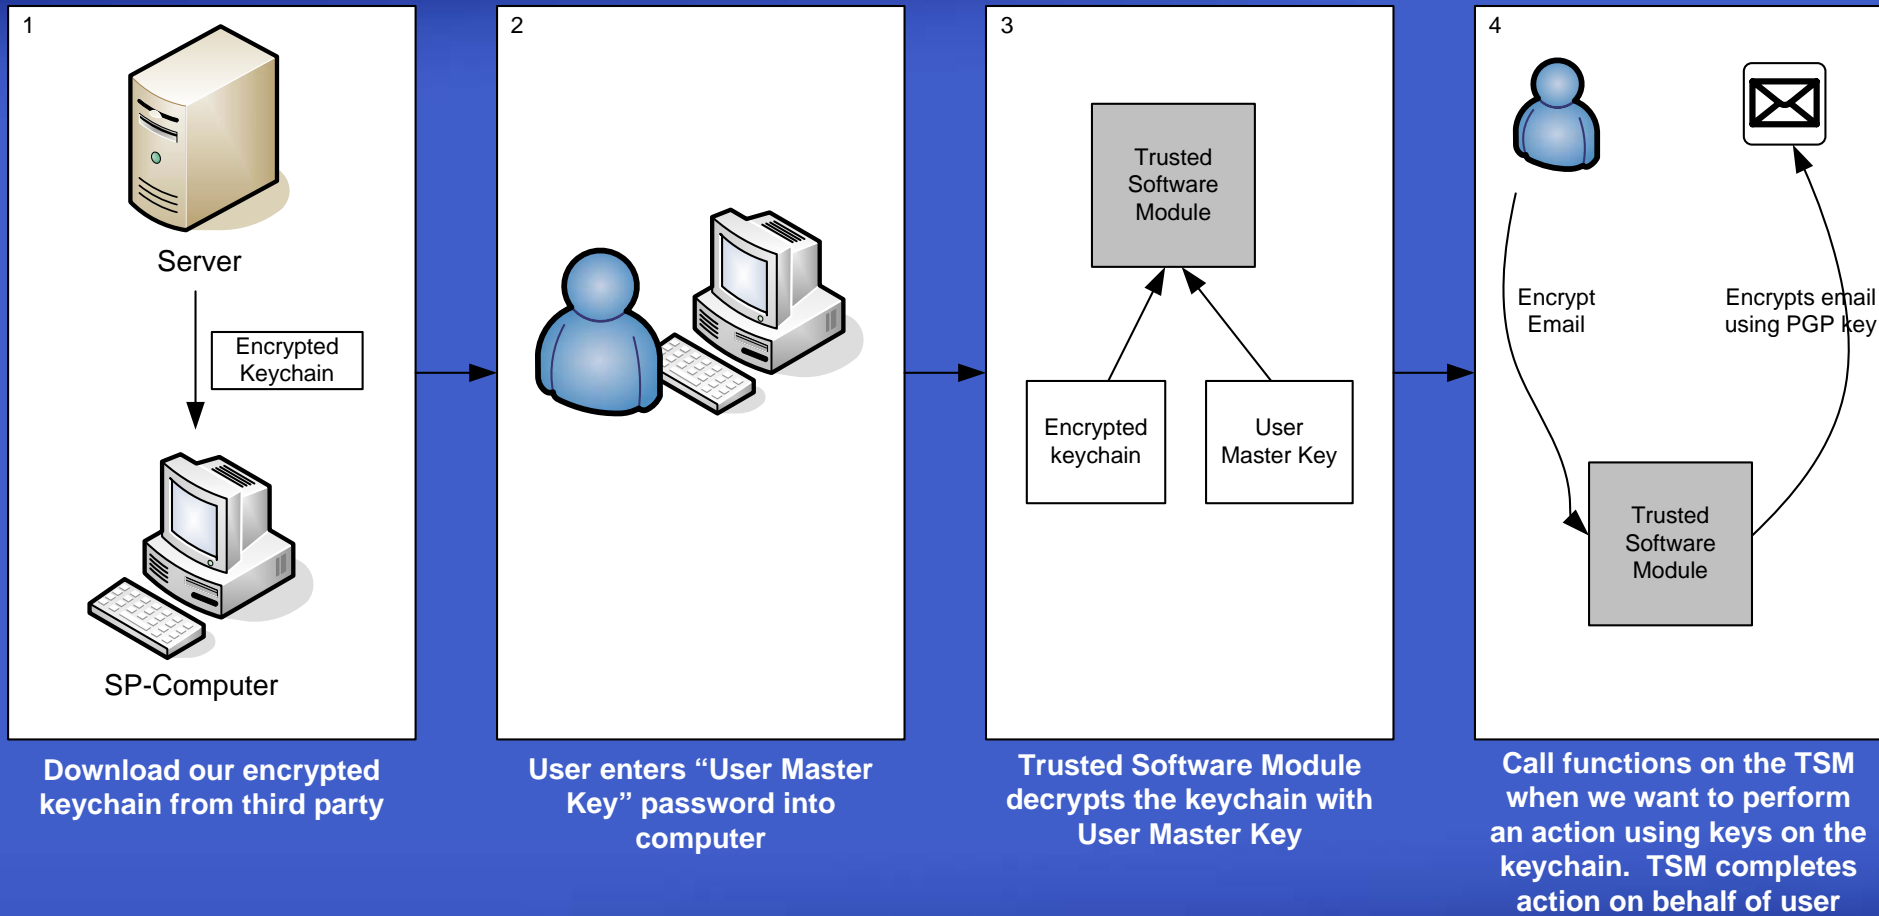 1
Server
Encrypted
Keychain
SP-Computer
Download our encrypted
keychain from third party
2
User enters “User Master
Key” password into
computer
3
Trusted
Software
Module
Encrypted
keychain
User
Master Key
Trusted Software Module
decrypts the keychain with
User Master Key
4
Encrypt
Email
Encrypts email
using PGP key
Trusted
Software
Module
Call functions on the TSM
when we want to perform
an action using keys on the
keychain.  TSM completes
action on behalf of user